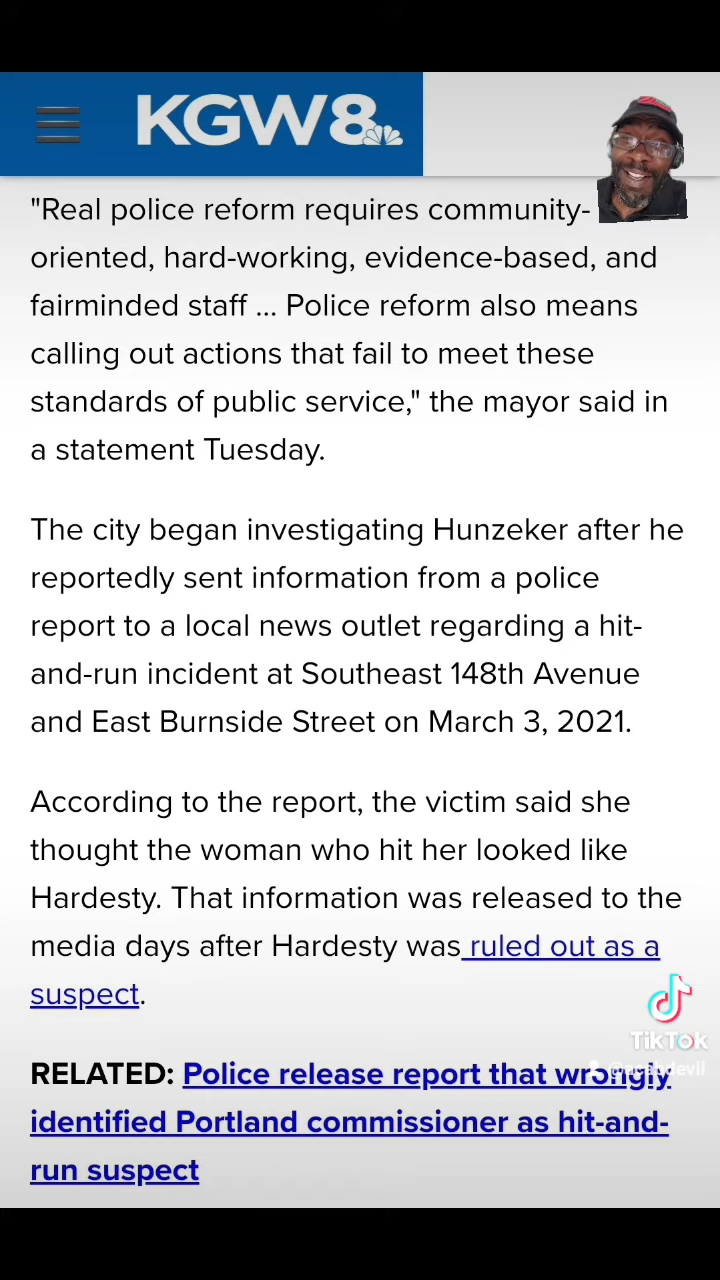 KGW8
"Real police reform requires community-
oriented, hard-working, evidence-based, and
fairminded staff ... Police reform also means
calling out actions that fail to meet these
standards of public service," the mayor said in
a statement Tuesday.
The city began investigating Hunzeker after he
reportedly sent information from a police
report to a local news outlet regarding a hit-
and-run incident at Southeast 148th Avenue
and East Burnside Street on March 3, 2021.
According to the report, the victim said she
thought the woman who hit her looked like
Hardesty. That information was released to the
media days after Hardesty was ruled out as a
suspect.
TikTok
RELATED: Police release report that wrongly
identified Portland commissioner as hit-and-
run suspect